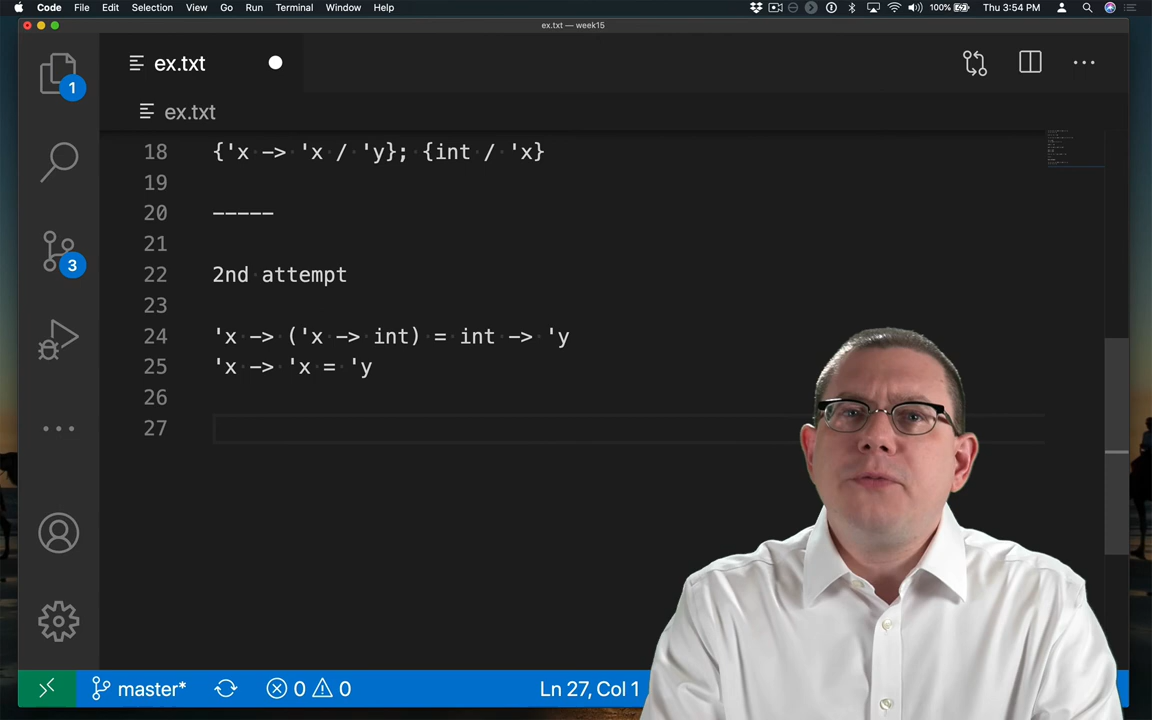 Code File Edit Selection View Go Run Terminal Window Help 100% Thu 3:54 PM
ex.txt — week15
1 ex.txt
ex.txt
18 {'x -> 'x / 'y}; {int / 'x}
19
20 -----
21
3
22 2nd attempt
23
24 'x -> ('x -> int) = int -> 'y
25 'x -> 'x = 'y
26
27
master* 0 0 Ln 27, Col 1